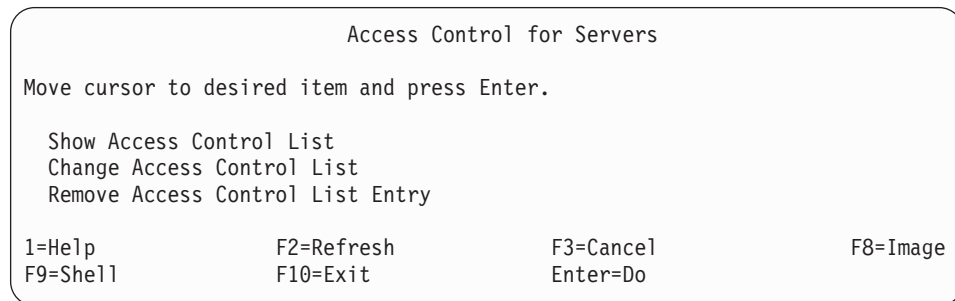 Access Control for Servers
Move cursor to desired item and press Enter.
Show Access Control List
Change Access Control List
Remove Access Control List Entry
1=Help F2=Refresh F3=Cancel F8=Image
F9=Shell F10=Exit Enter=Do